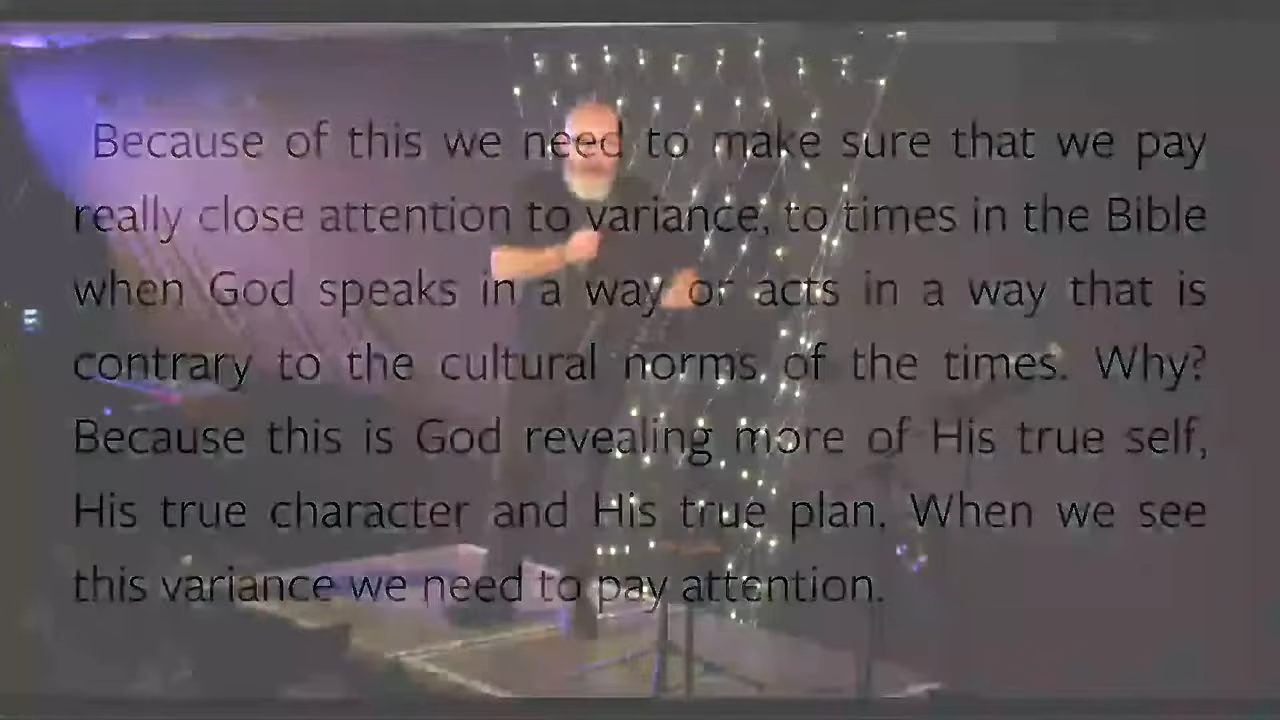 Because of this we need to make sure that we pay
really close attention to variance, to times in the Bible
when God speaks in a way or acts in a way that is
contrary to the cultural norms of the times. Why?
Because this is God revealing more of His true self,
His true character and His true plan. When we see
this variance we need to pay attention.